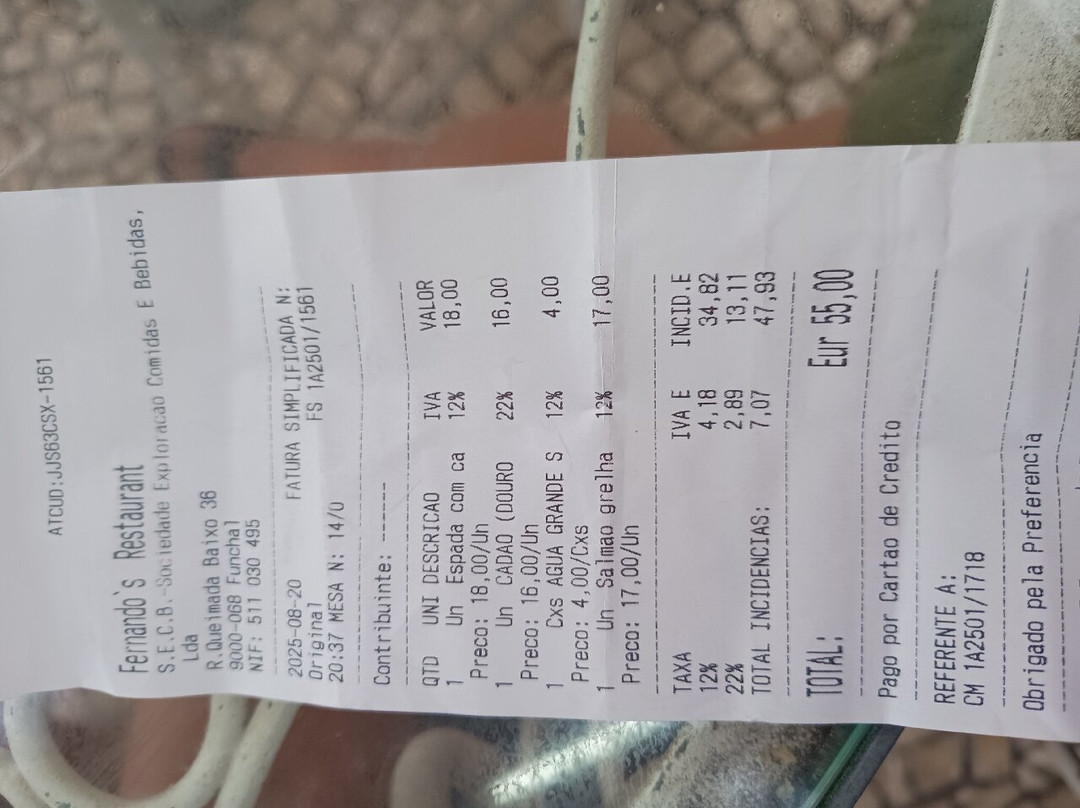 ATCUD:JJS63CSX-1561
Fernando`s Restaurant
S.E.C.B.-Sociedade Exploracao Comidas E Bebidas,
Lda
R.Queimada Baixo 36
9000-068 Funchal
NIF: 511 030 495
2025-08-20 FATURA SIMPLIFICADA N:
Original FS 1A2501/1561
20:37 MESA N: 14/0
Contribuinte: ------
QTD UNI DESCRICAO IVA VALOR
1 Un Espada com ca 12% 18,00
Preco: 18,00/Un
1 Un CADAO (DOURO 22% 16,00
Preco: 16,00/Un
1 Cxs AGUA GRANDE S 12% 4,00
Preco: 4,00/Cxs
1 Un Salmao grelha 12% 17,00
Preco: 17,00/Un
TAXA IVA E INCID.E
12% 4,18 34,82
22% 2,89 13,11
TOTAL INCIDENCIAS: 7,07 47,93
TOTAL: Eur 55,00
Pago por Cartao de Credito
REFERENTE A:
CM 1A2501/1718
Obrigado pela Preferencia